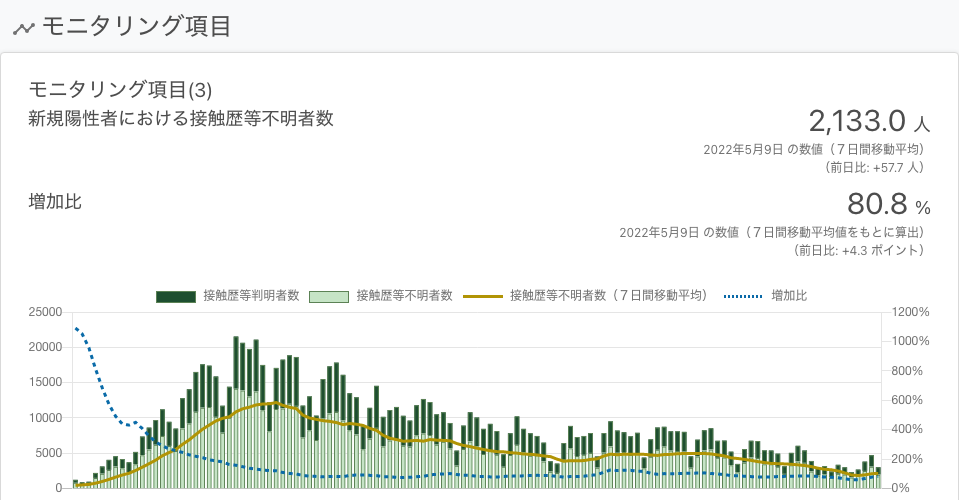 モニタリング項目
モニタリング項目(3)
新規陽性者における接触歴等不明者数
2,133.0 人
2022年5月9日 の数値（７日間移動平均）
（前日比: +57.7 人）
増加比
80.8 %
2022年5月9日 の数値（７日間移動平均値をもとに算出）
（前日比: +4.3 ポイント）
接触歴等判明者数 接触歴等不明者数 接触歴等不明者数（７日間移動平均） 増加比
25000 1200%
20000 1000%
15000 800%
10000 600%
5000 400%
0 200%
0%